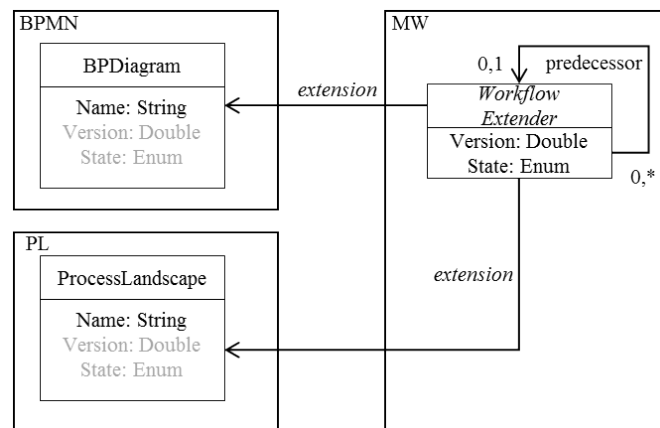 BPMN
BPDiagram
Name: String
Version: Double
State: Enum
extension
MW
0,1
predecessor
Workflow
Extender
Version: Double
State: Enum
0,*
extension
PL
ProcessLandscape
Name: String
Version: Double
State: Enum